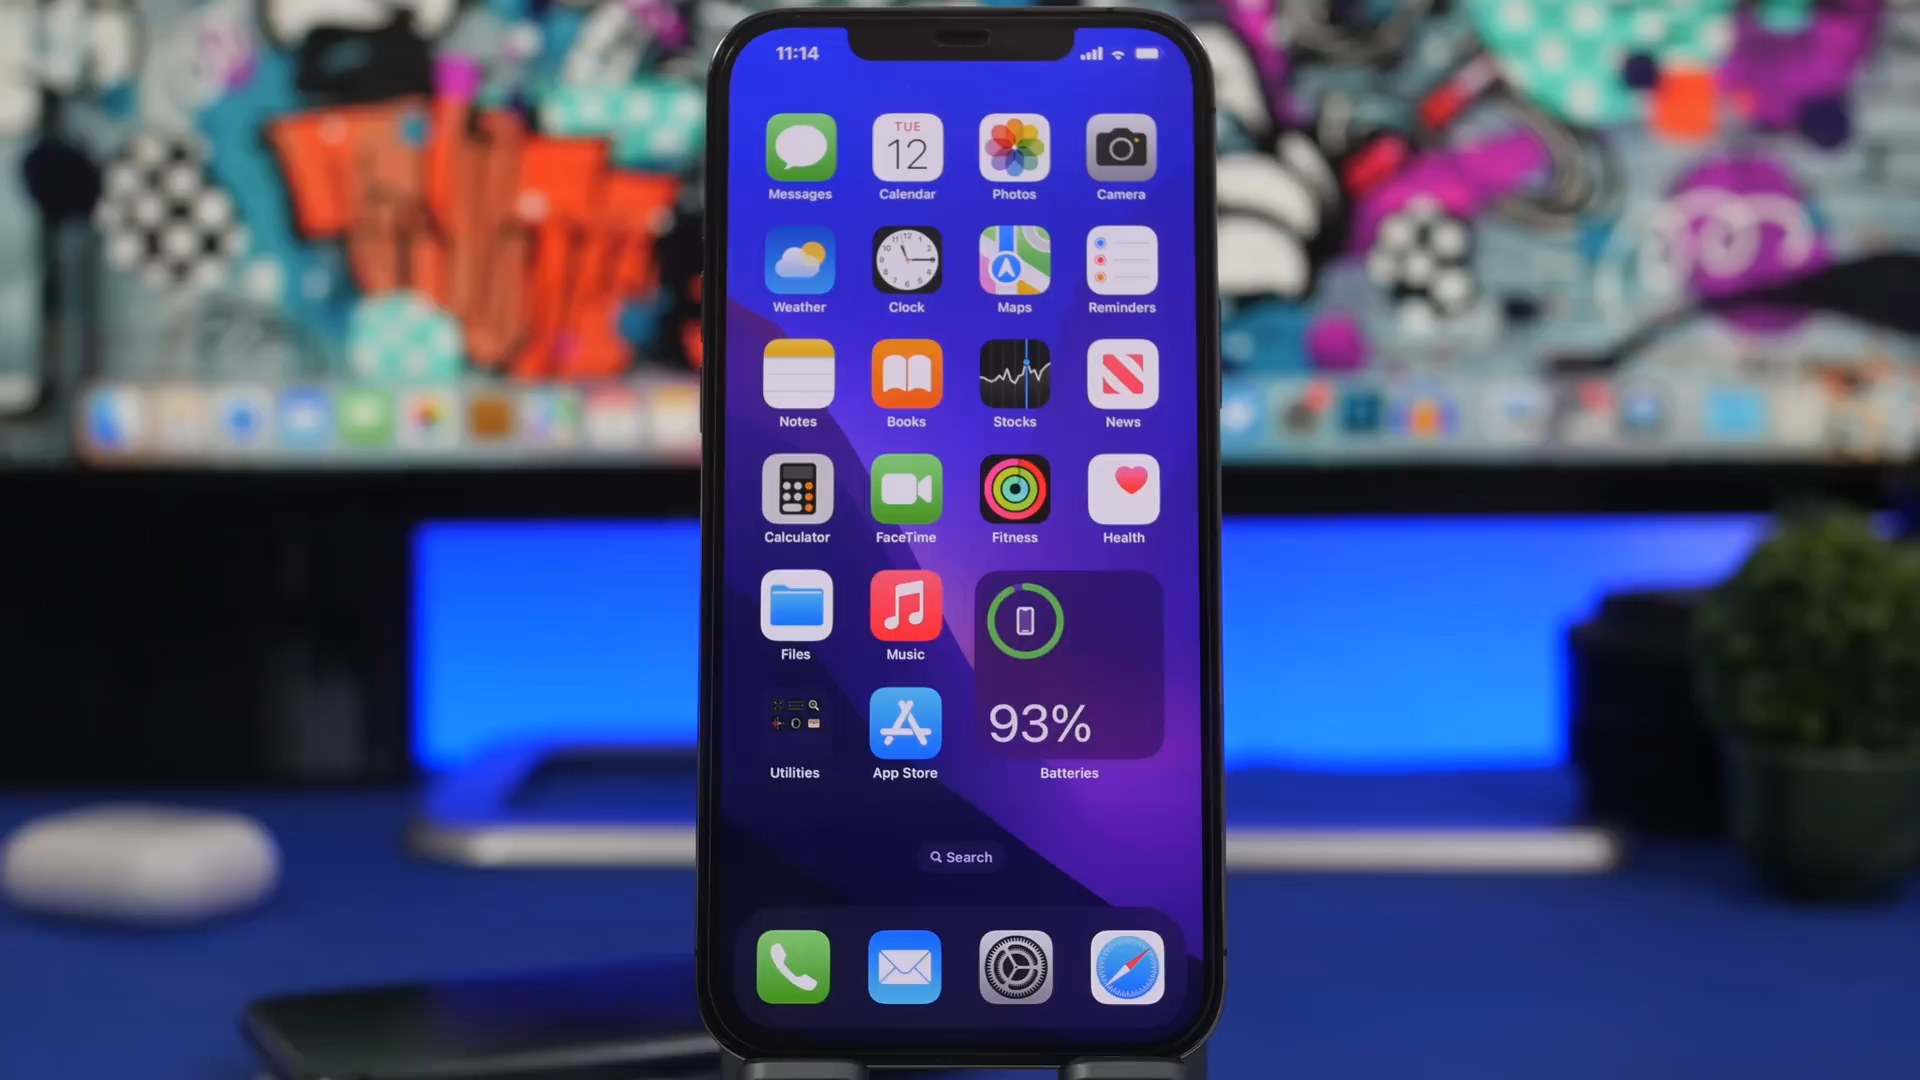 11:14
TUE
12
Messages
Calendar
Photos
Camera
Weather
Clock
Maps
Reminders
Notes
Books
Stocks
News
Calculator
FaceTime
Fitness
Health
Files
Music
93%
Utilities
App Store
Batteries
Search